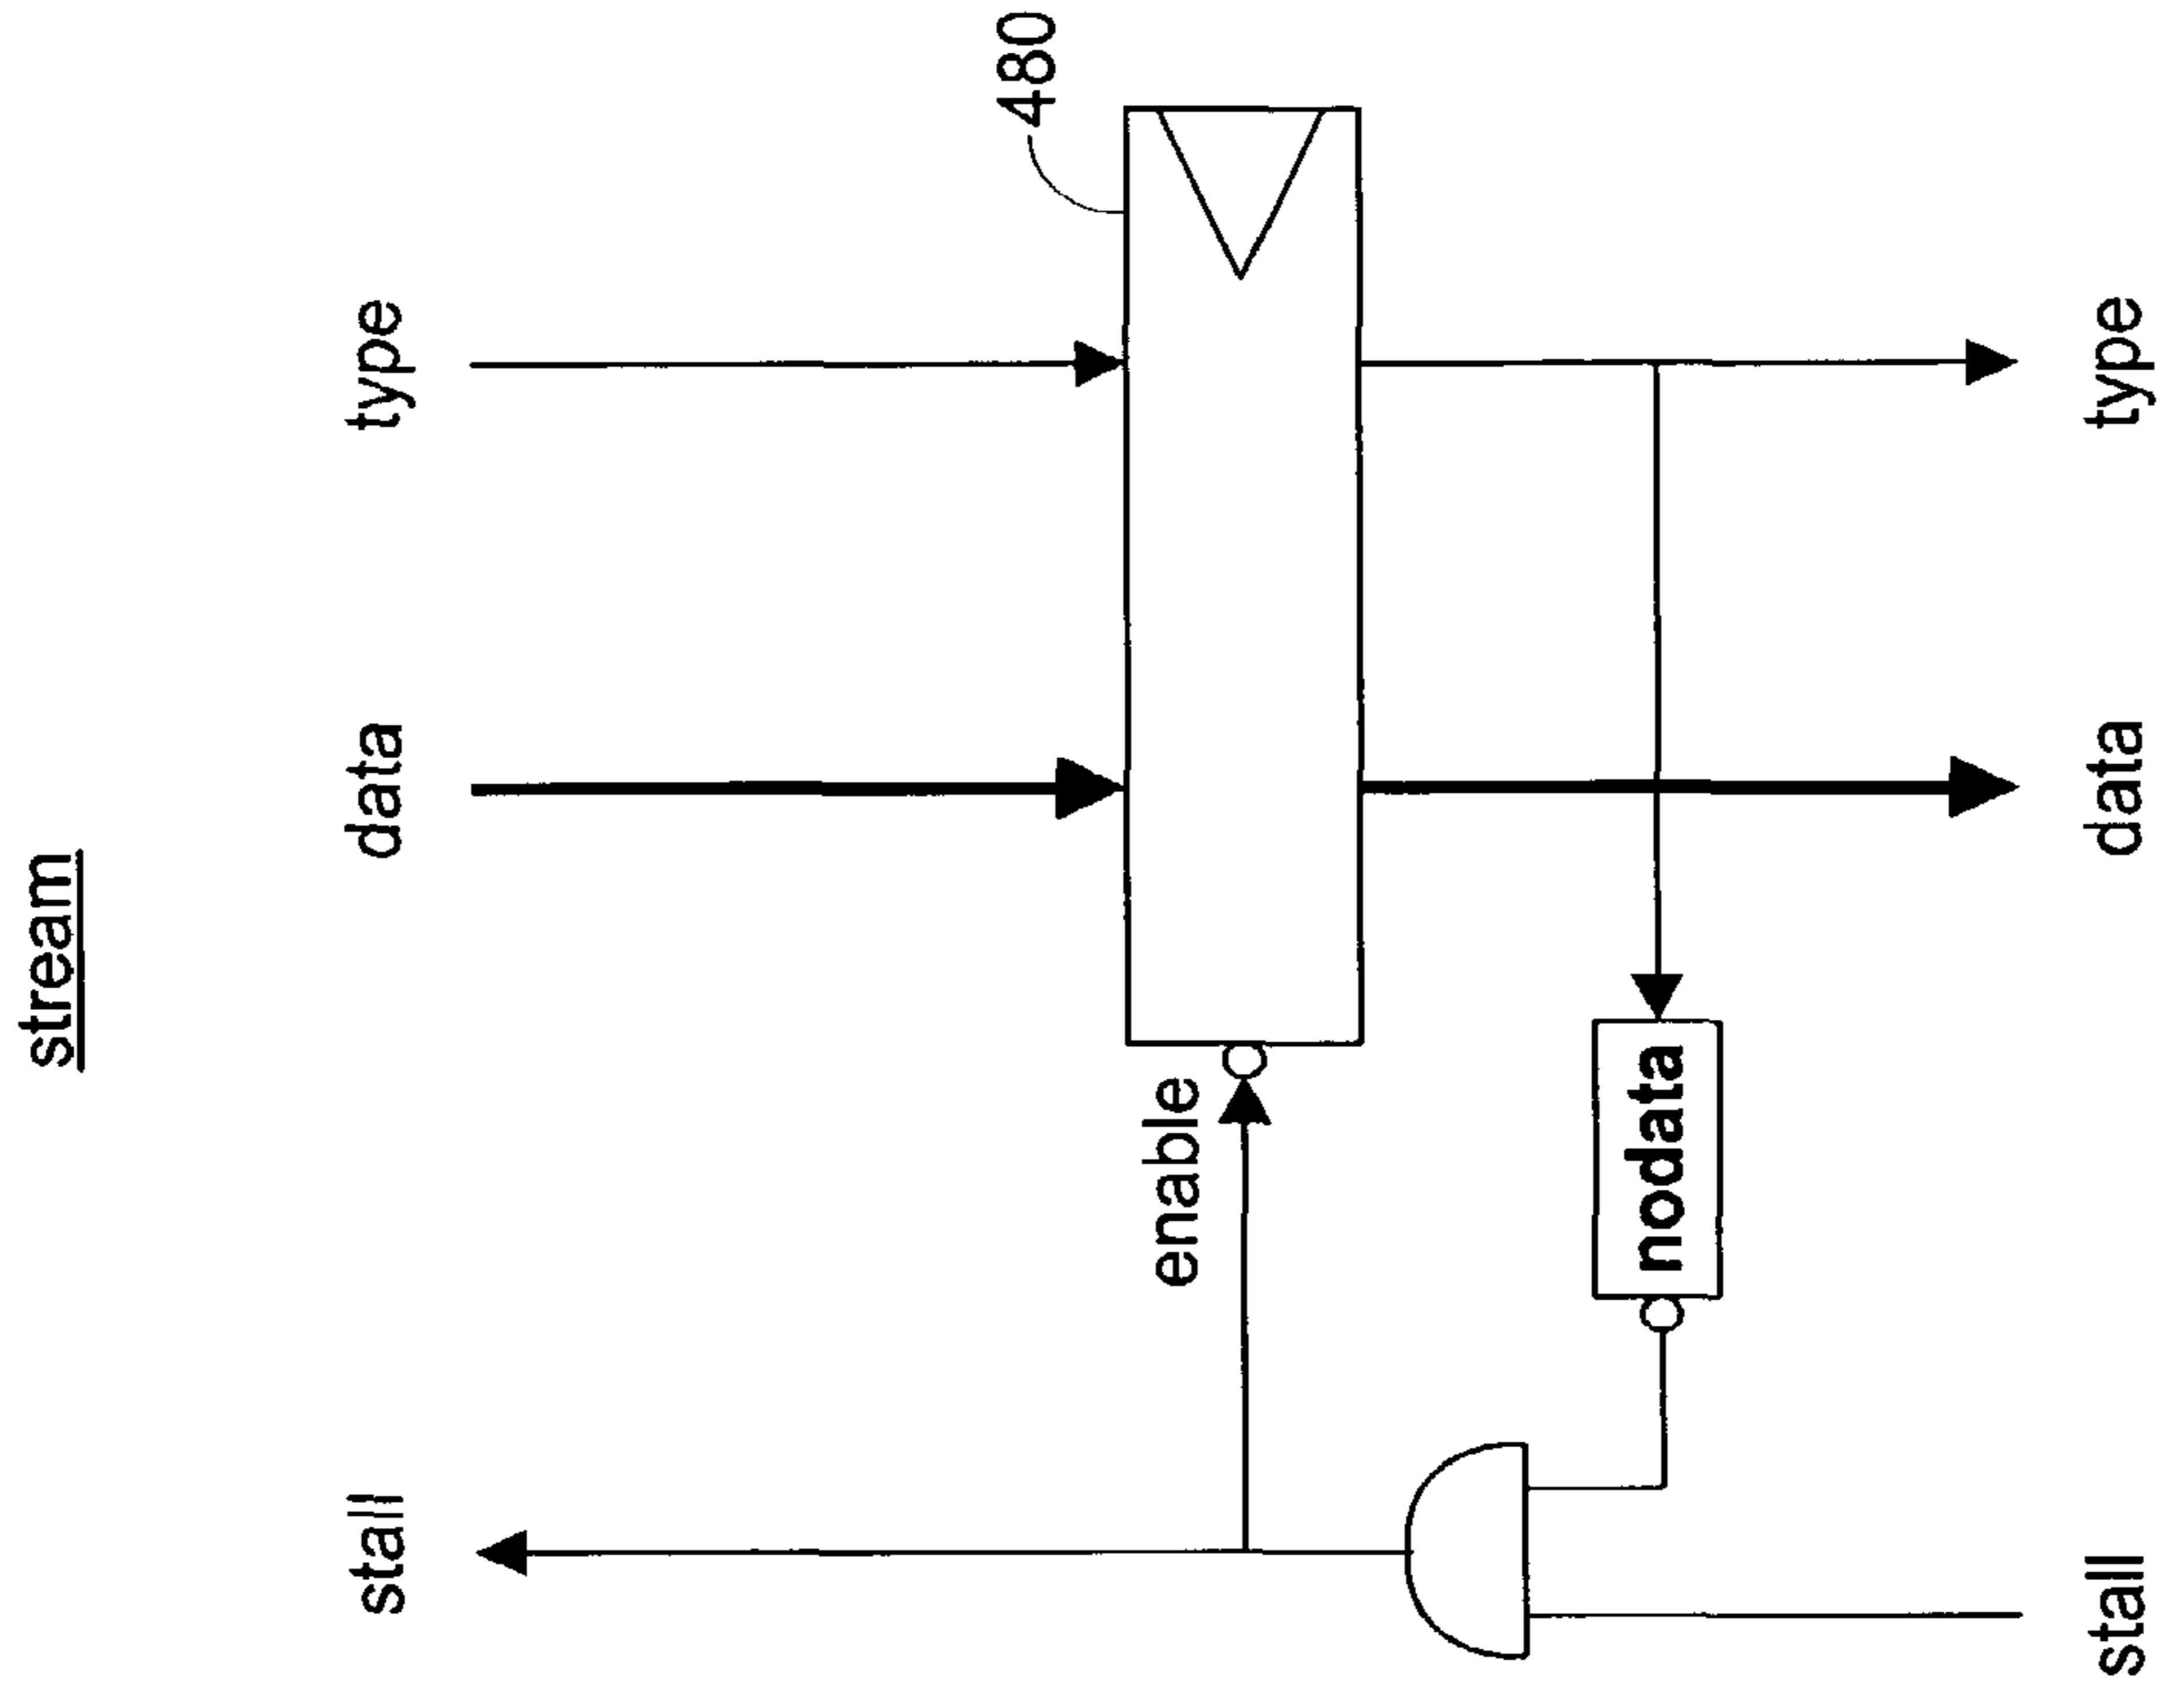 stream
stall
data
type
480
enable
nodata
stall
data
type